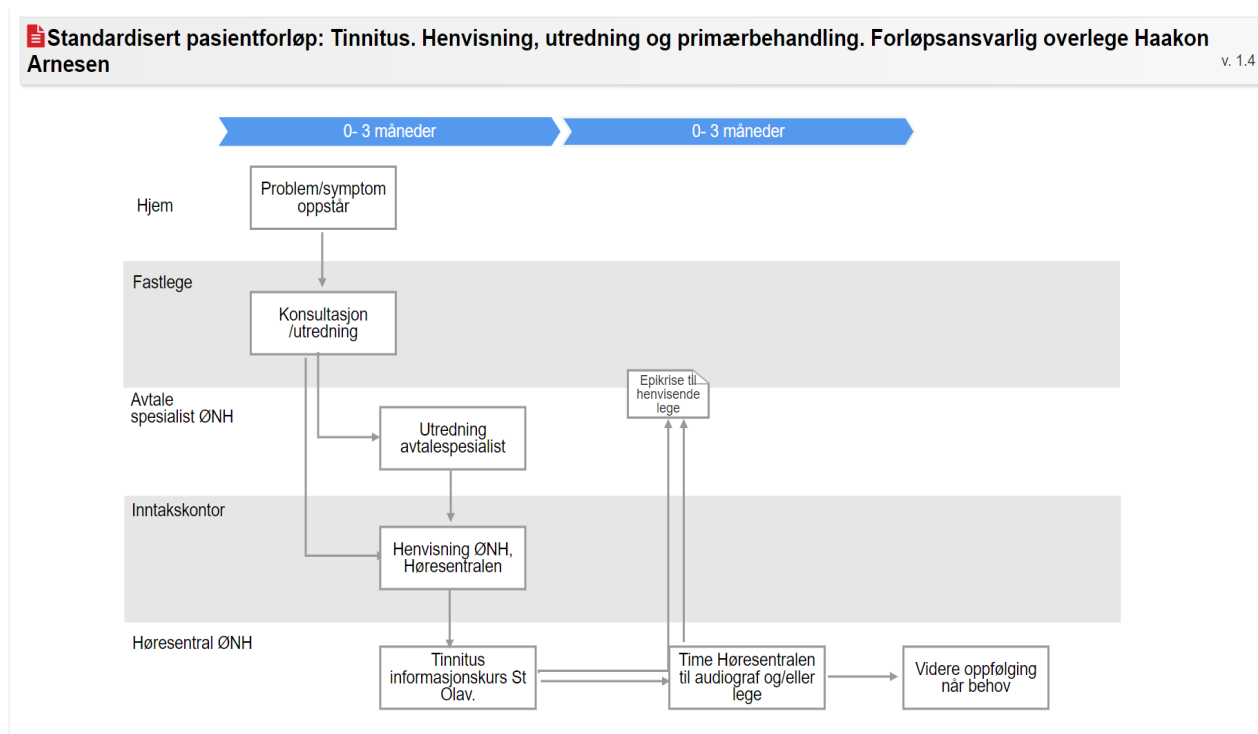 Standardisert pasientforløp: Tinnitus. Henvisning, utredning og primærbehandling. Forløpsansvarlig overlege Haakon
Arnesen
v. 1.4
0- 3 måneder
0- 3 måneder
Hjem
Problem/symptom
oppstår
Fastlege
Konsultasjon
/utredning
Avtale
spesialist ØNH
Epikrise til
henvisende
lege
Utredning
avtalespesialist
Inntakskontor
Henvisning ØNH,
Høresentralen
Høresentral ØNH
Tinnitus
informasjonskurs St
Olav.
Time Høresentralen
til audiograf og/eller
lege
Videre oppfølging
når behov